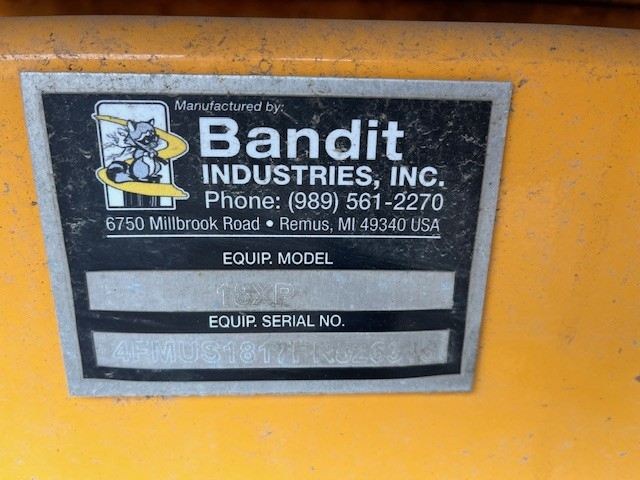 Manufactured by:
Bandit
INDUSTRIES, INC.
Phone: (989) 561-2270
6750 Millbrook Road • Remus, MI 49340 USA
EQUIP. MODEL
EQUIP. SERIAL NO.